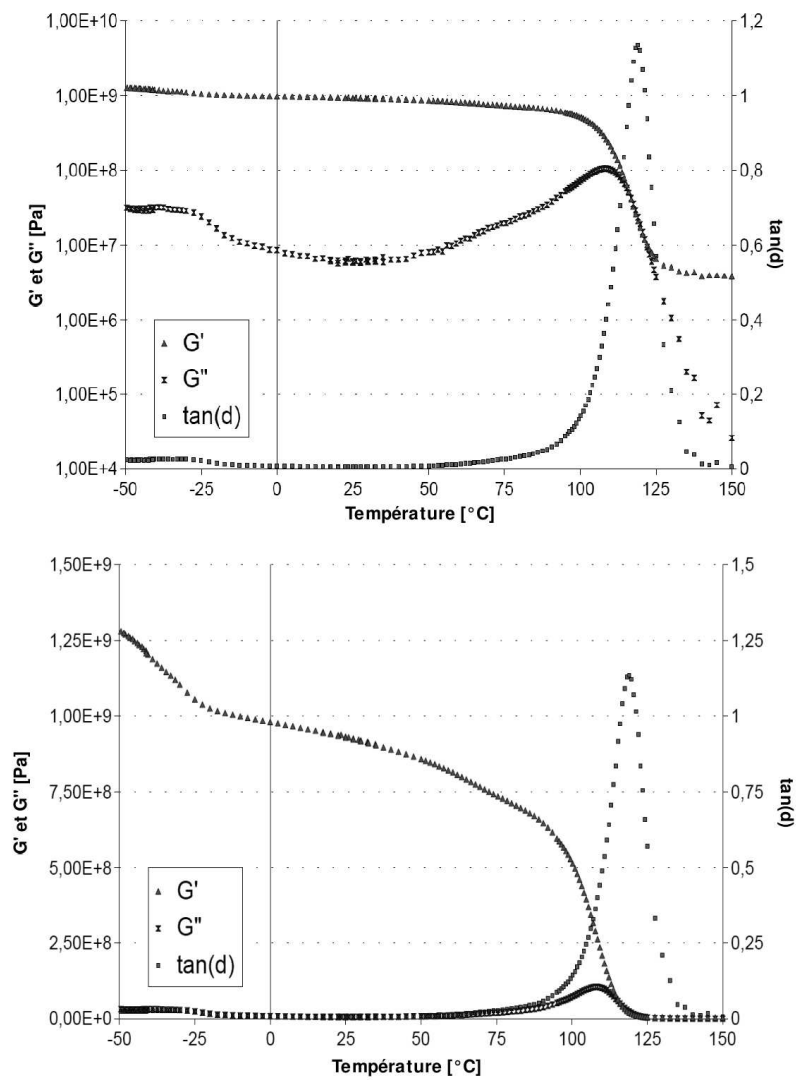 1,00E+10
1,2
1,00E+9
1
1,00E+8
0,8
1,00E+7
0,6
1,00E+6
0,4
1,00E+5
0,2
1,00E+4
0
G' et G'' [Pa]
tan(d)
G'
G''
tan(d)
-50 -25 0 25 50 75 100 125 150
Température [°C]
1,50E+9
1,5
1,25E+9
1,25
1,00E+9
1
7,50E+8
0,75
5,00E+8
0,5
2,50E+8
0,25
0,00E+0
0
G' et G'' [Pa]
tan(d)
G'
G''
tan(d)
-50 -25 0 25 50 75 100 125 150
Température [°C]